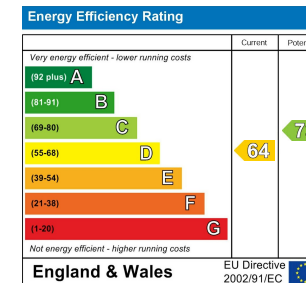 Energy Efficiency Rating
Current
Very energy efficient - lower running costs
(92 plus) A
(81-91) B
(69-80) C
(55-68) D
64
(39-54) E
(21-38) F
(1-20) G
Not energy efficient - higher running costs
England & Wales
EU Directive
2002/91/EC